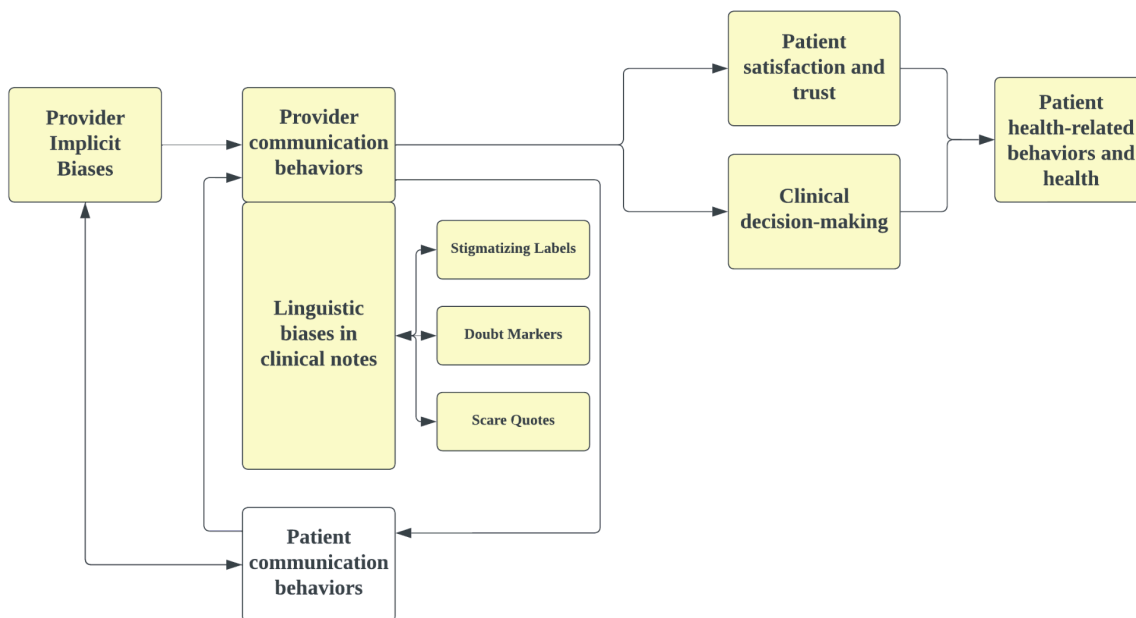 Provider
Implicit
Biases
Provider
communication
behaviors
Linguistic
biases in
clinical notes
Stigmatizing Labels
Doubt Markers
Scare Quotes
Patient
communication
behaviors
Patient
satisfaction and
trust
Clinical
decision-making
Patient
health-related
behaviors and
health